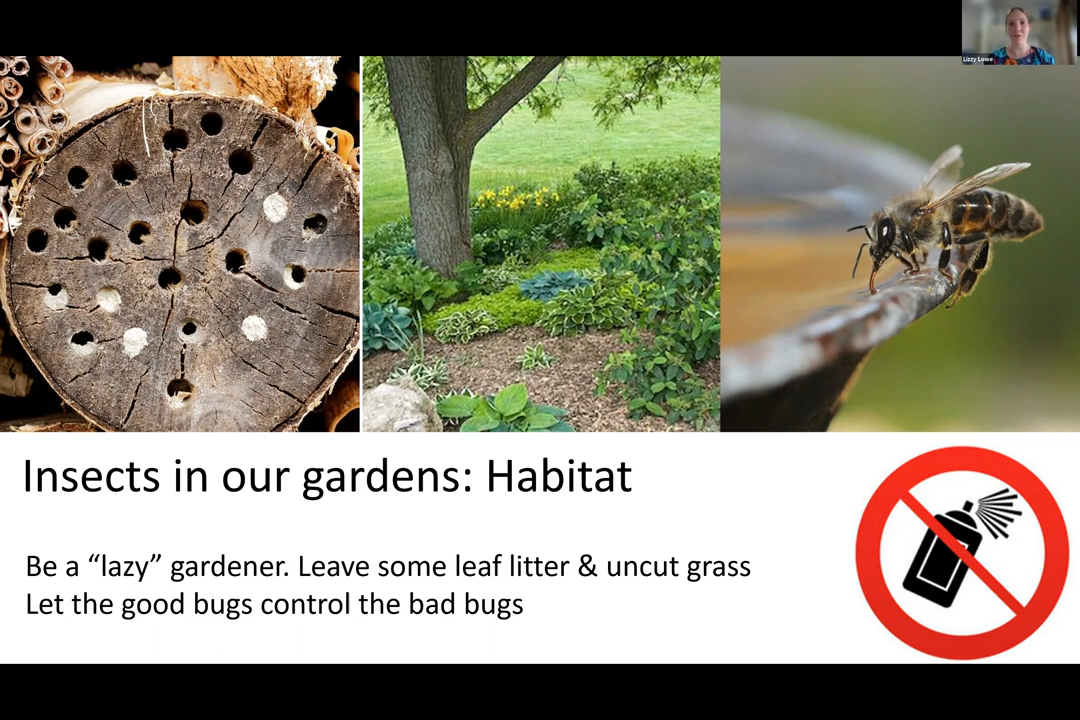 Lizzy Lowe
Insects in our gardens: Habitat
Be a “lazy” gardener. Leave some leaf litter & uncut grass
Let the good bugs control the bad bugs